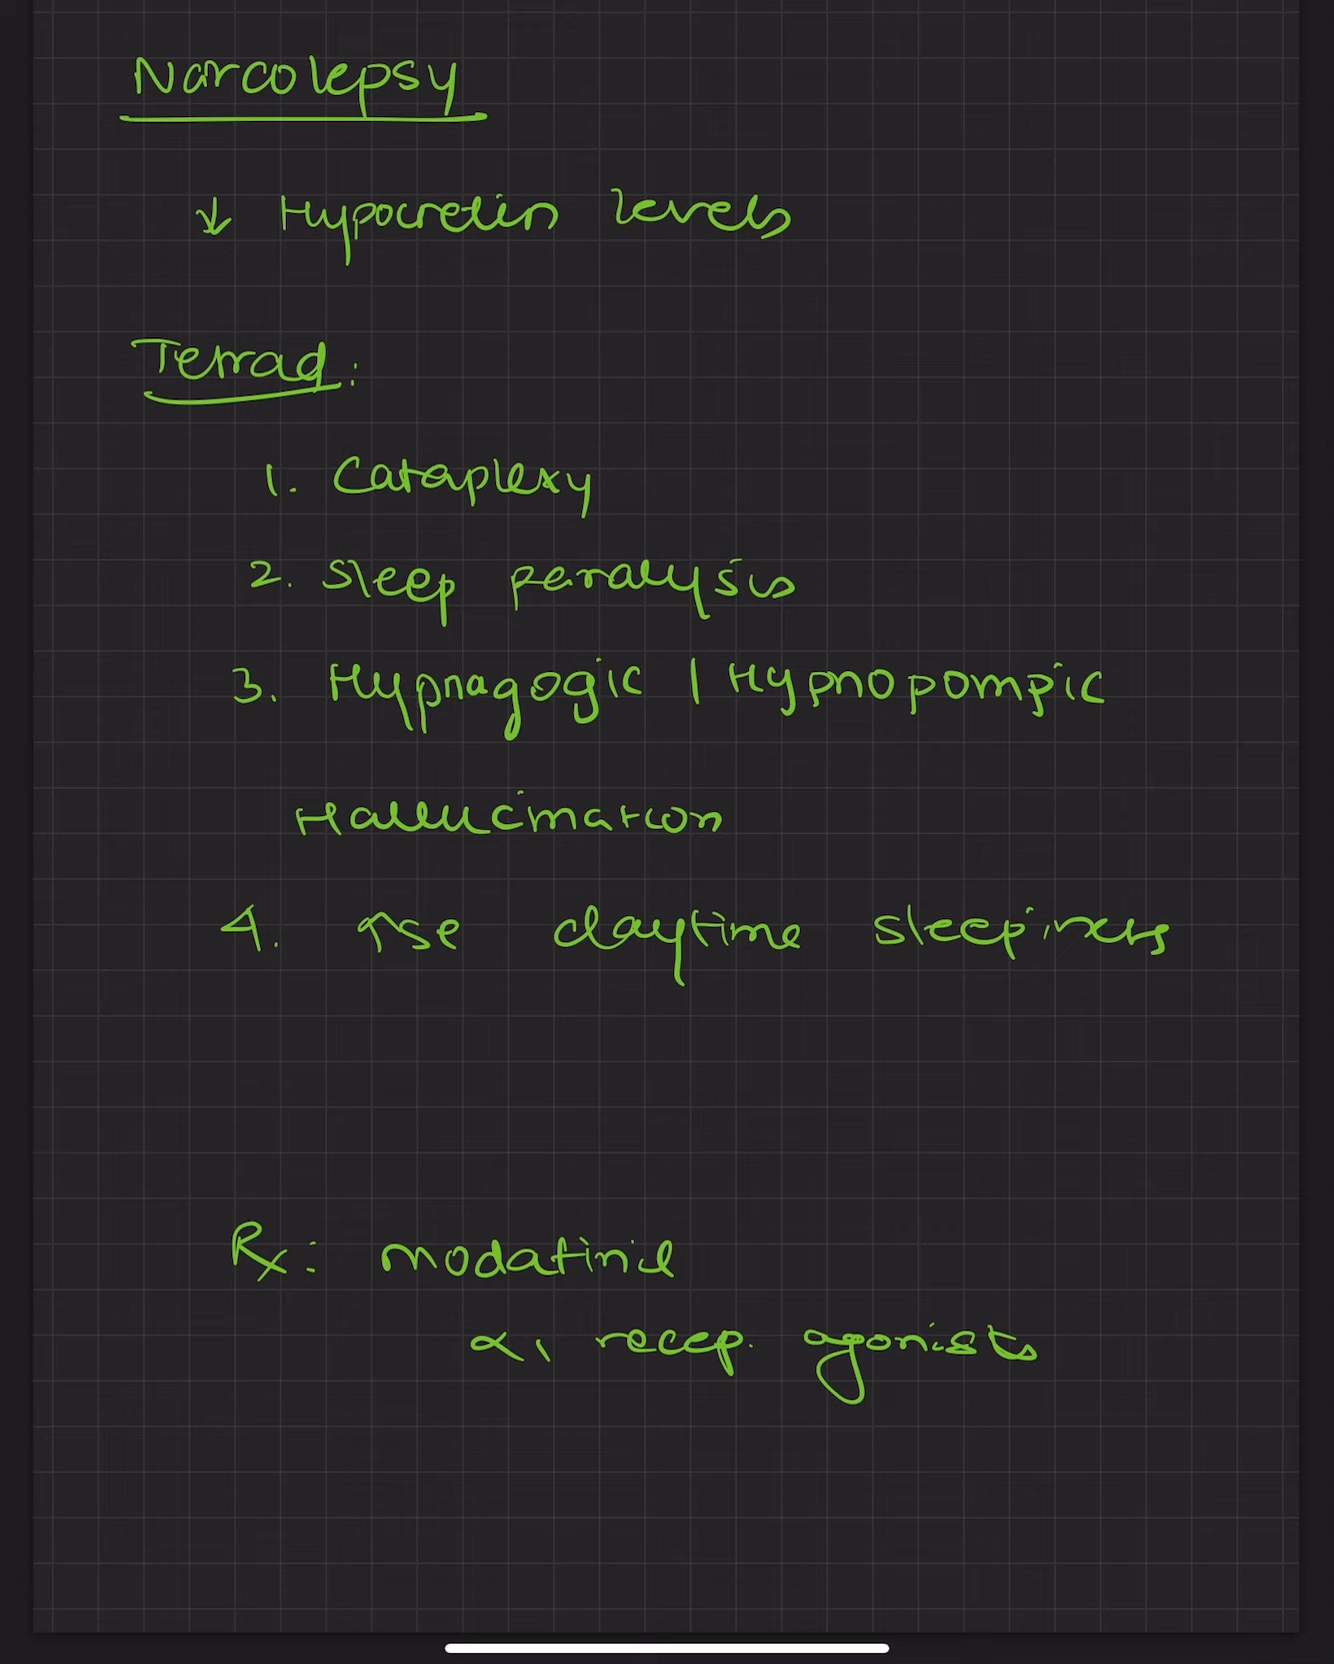 Narcolepsy
↓ Hypocretin levels
Tetrad:
1. Cataplexy
2. Sleep paralysis
3. Hypnagogic | Hypnopompic
Hallucination
4. ↑se daytime sleepiness
Rx: modafinil
α1 recep. agonists